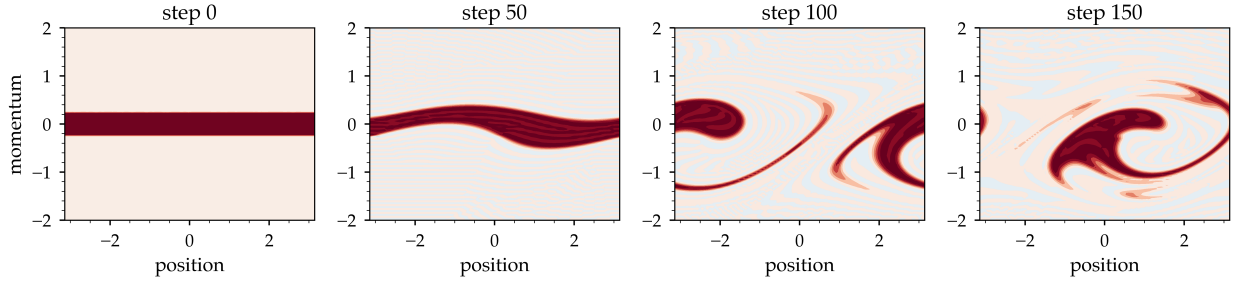 step 0 step 50 step 100 step 150
2 2 2 2
1 1 1 1
0 0 0 0
−1 −1 −1 −1
−2 −2 −2 −2
momentum
−2 0 2 −2 0 2 −2 0 2 −2 0 2
position position position position